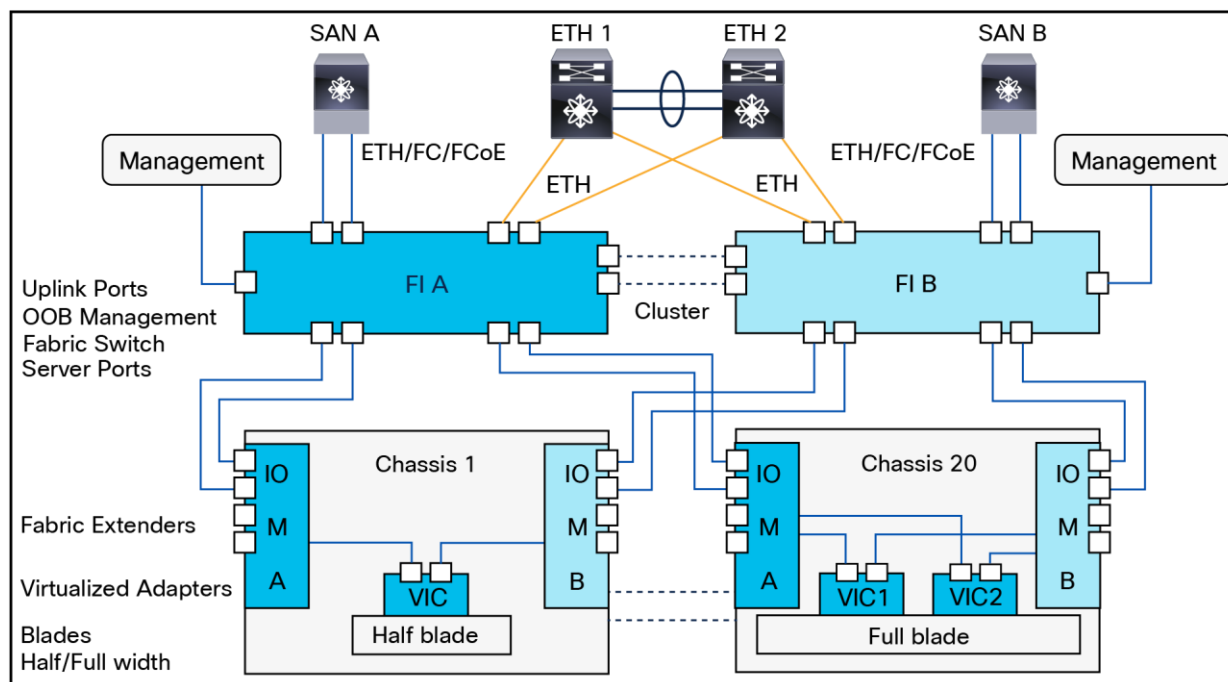 SAN A
ETH 1
ETH 2
SAN B
Management
ETH/FC/FCoE
ETH
ETH
ETH/FC/FCoE
Management
FI A
Cluster
FI B
Uplink Ports
OOB Management
Fabric Switch
Server Ports
IO
M
A
Chassis 1
IO
M
B
IO
M
A
Chassis 20
IO
M
B
Fabric Extenders
Virtualized Adapters
VIC
VIC1
VIC2
Blades
Half/Full width
Half blade
Full blade